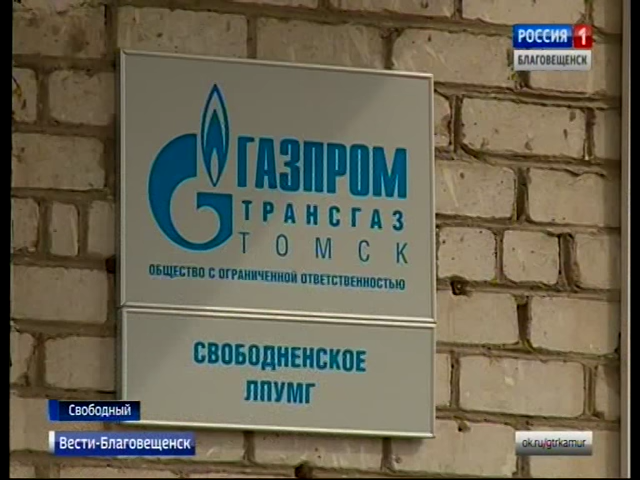 РОССИЯ 1
БЛАГОВЕЩЕНСК
ГАЗПРОМ
ТРАНСГАЗ
ТОМСК
ОБЩЕСТВО С ОГРАНИЧЕННОЙ ОТВЕТСТВЕННОСТЬЮ
СВОБОДНЕНСКОЕ
ЛПУМГ
Свободный
Вести-Благовещенск
ok.ru/gtrkamur